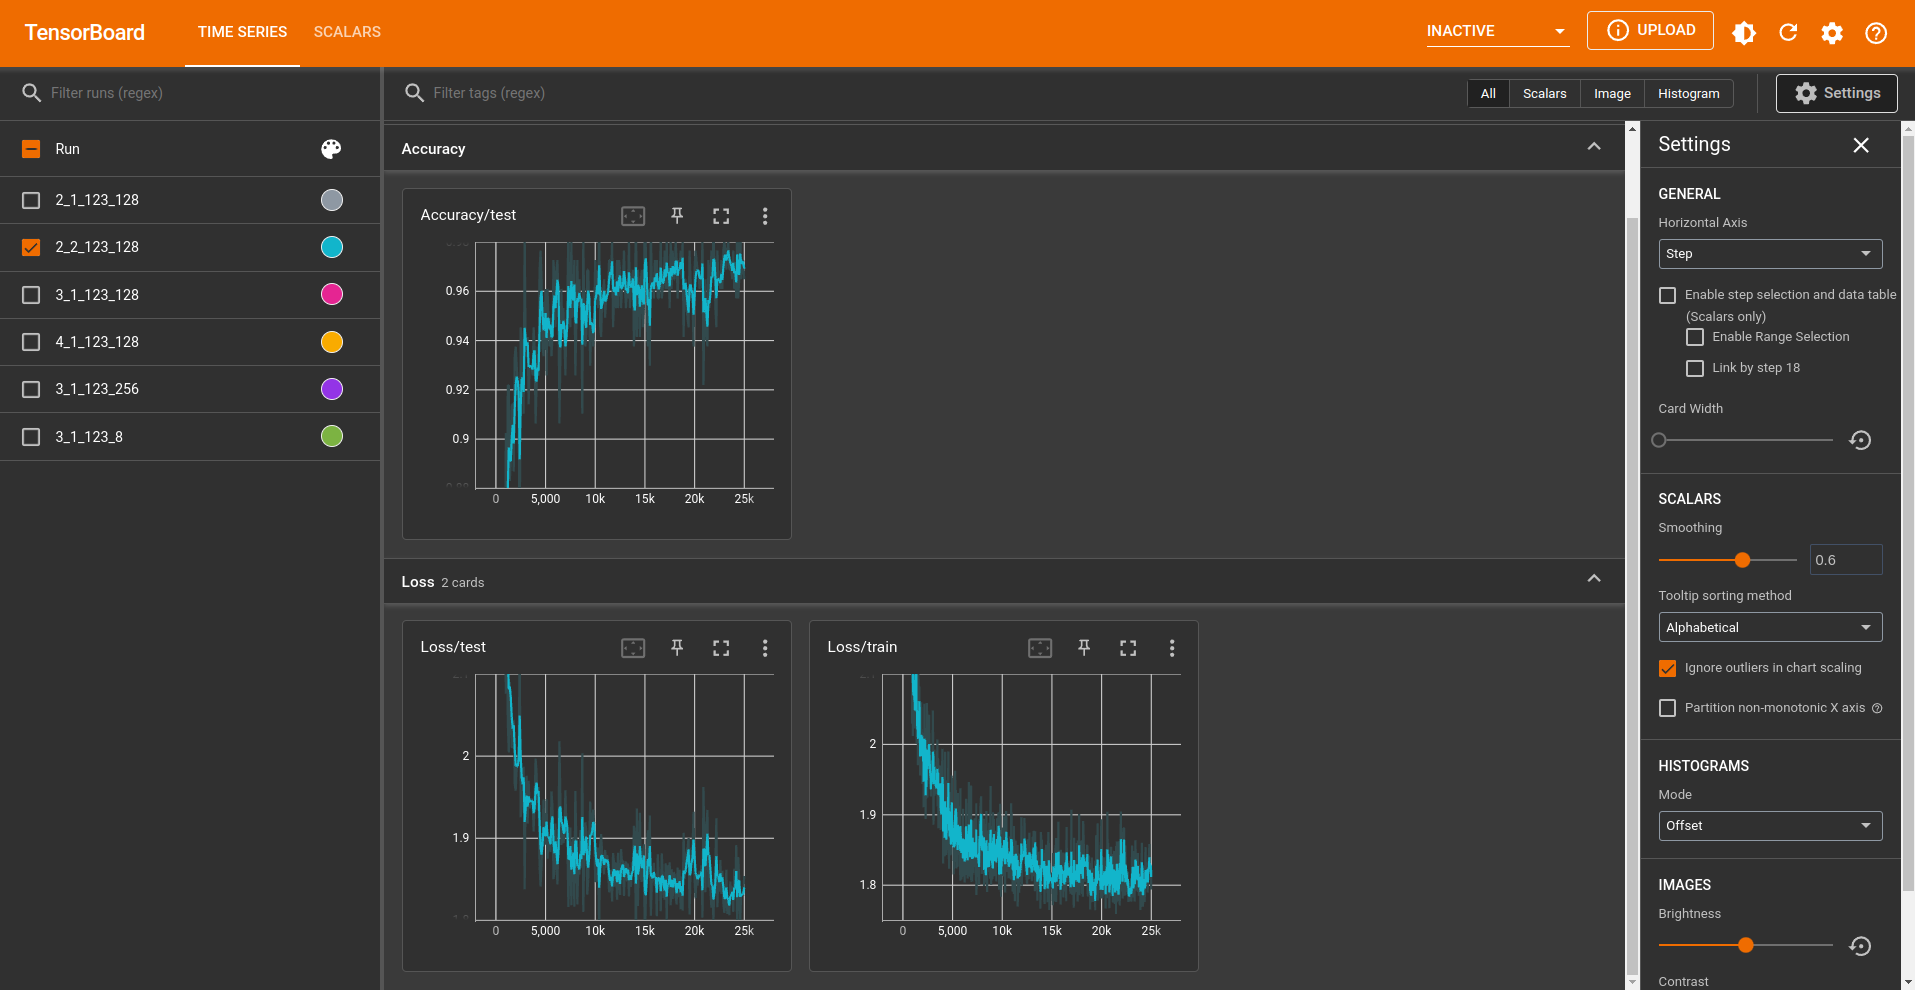 TensorBoard
TIME SERIES
SCALARS
INACTIVE
UPLOAD
Filter runs (regex)
Filter tags (regex)
All
Scalars
Image
Histogram
Settings
Run
2_1_123_128
2_2_123_128
3_1_123_128
4_1_123_128
3_1_123_256
3_1_123_8
Accuracy
Accuracy/test
0.96
0.94
0.92
0.9
0 5,000 10k 15k 20k 25k
Loss 2 cards
Loss/test
2
1.9
0 5,000 10k 15k 20k 25k
Loss/train
2
1.9
1.8
0 5,000 10k 15k 20k 25k
Settings
GENERAL
Horizontal Axis
Step
Enable step selection and data table
(Scalars only)
Enable Range Selection
Link by step 18
Card Width
SCALARS
Smoothing
0.6
Tooltip sorting method
Alphabetical
Ignore outliers in chart scaling
Partition non-monotonic X axis
HISTOGRAMS
Mode
Offset
IMAGES
Brightness
Contrast